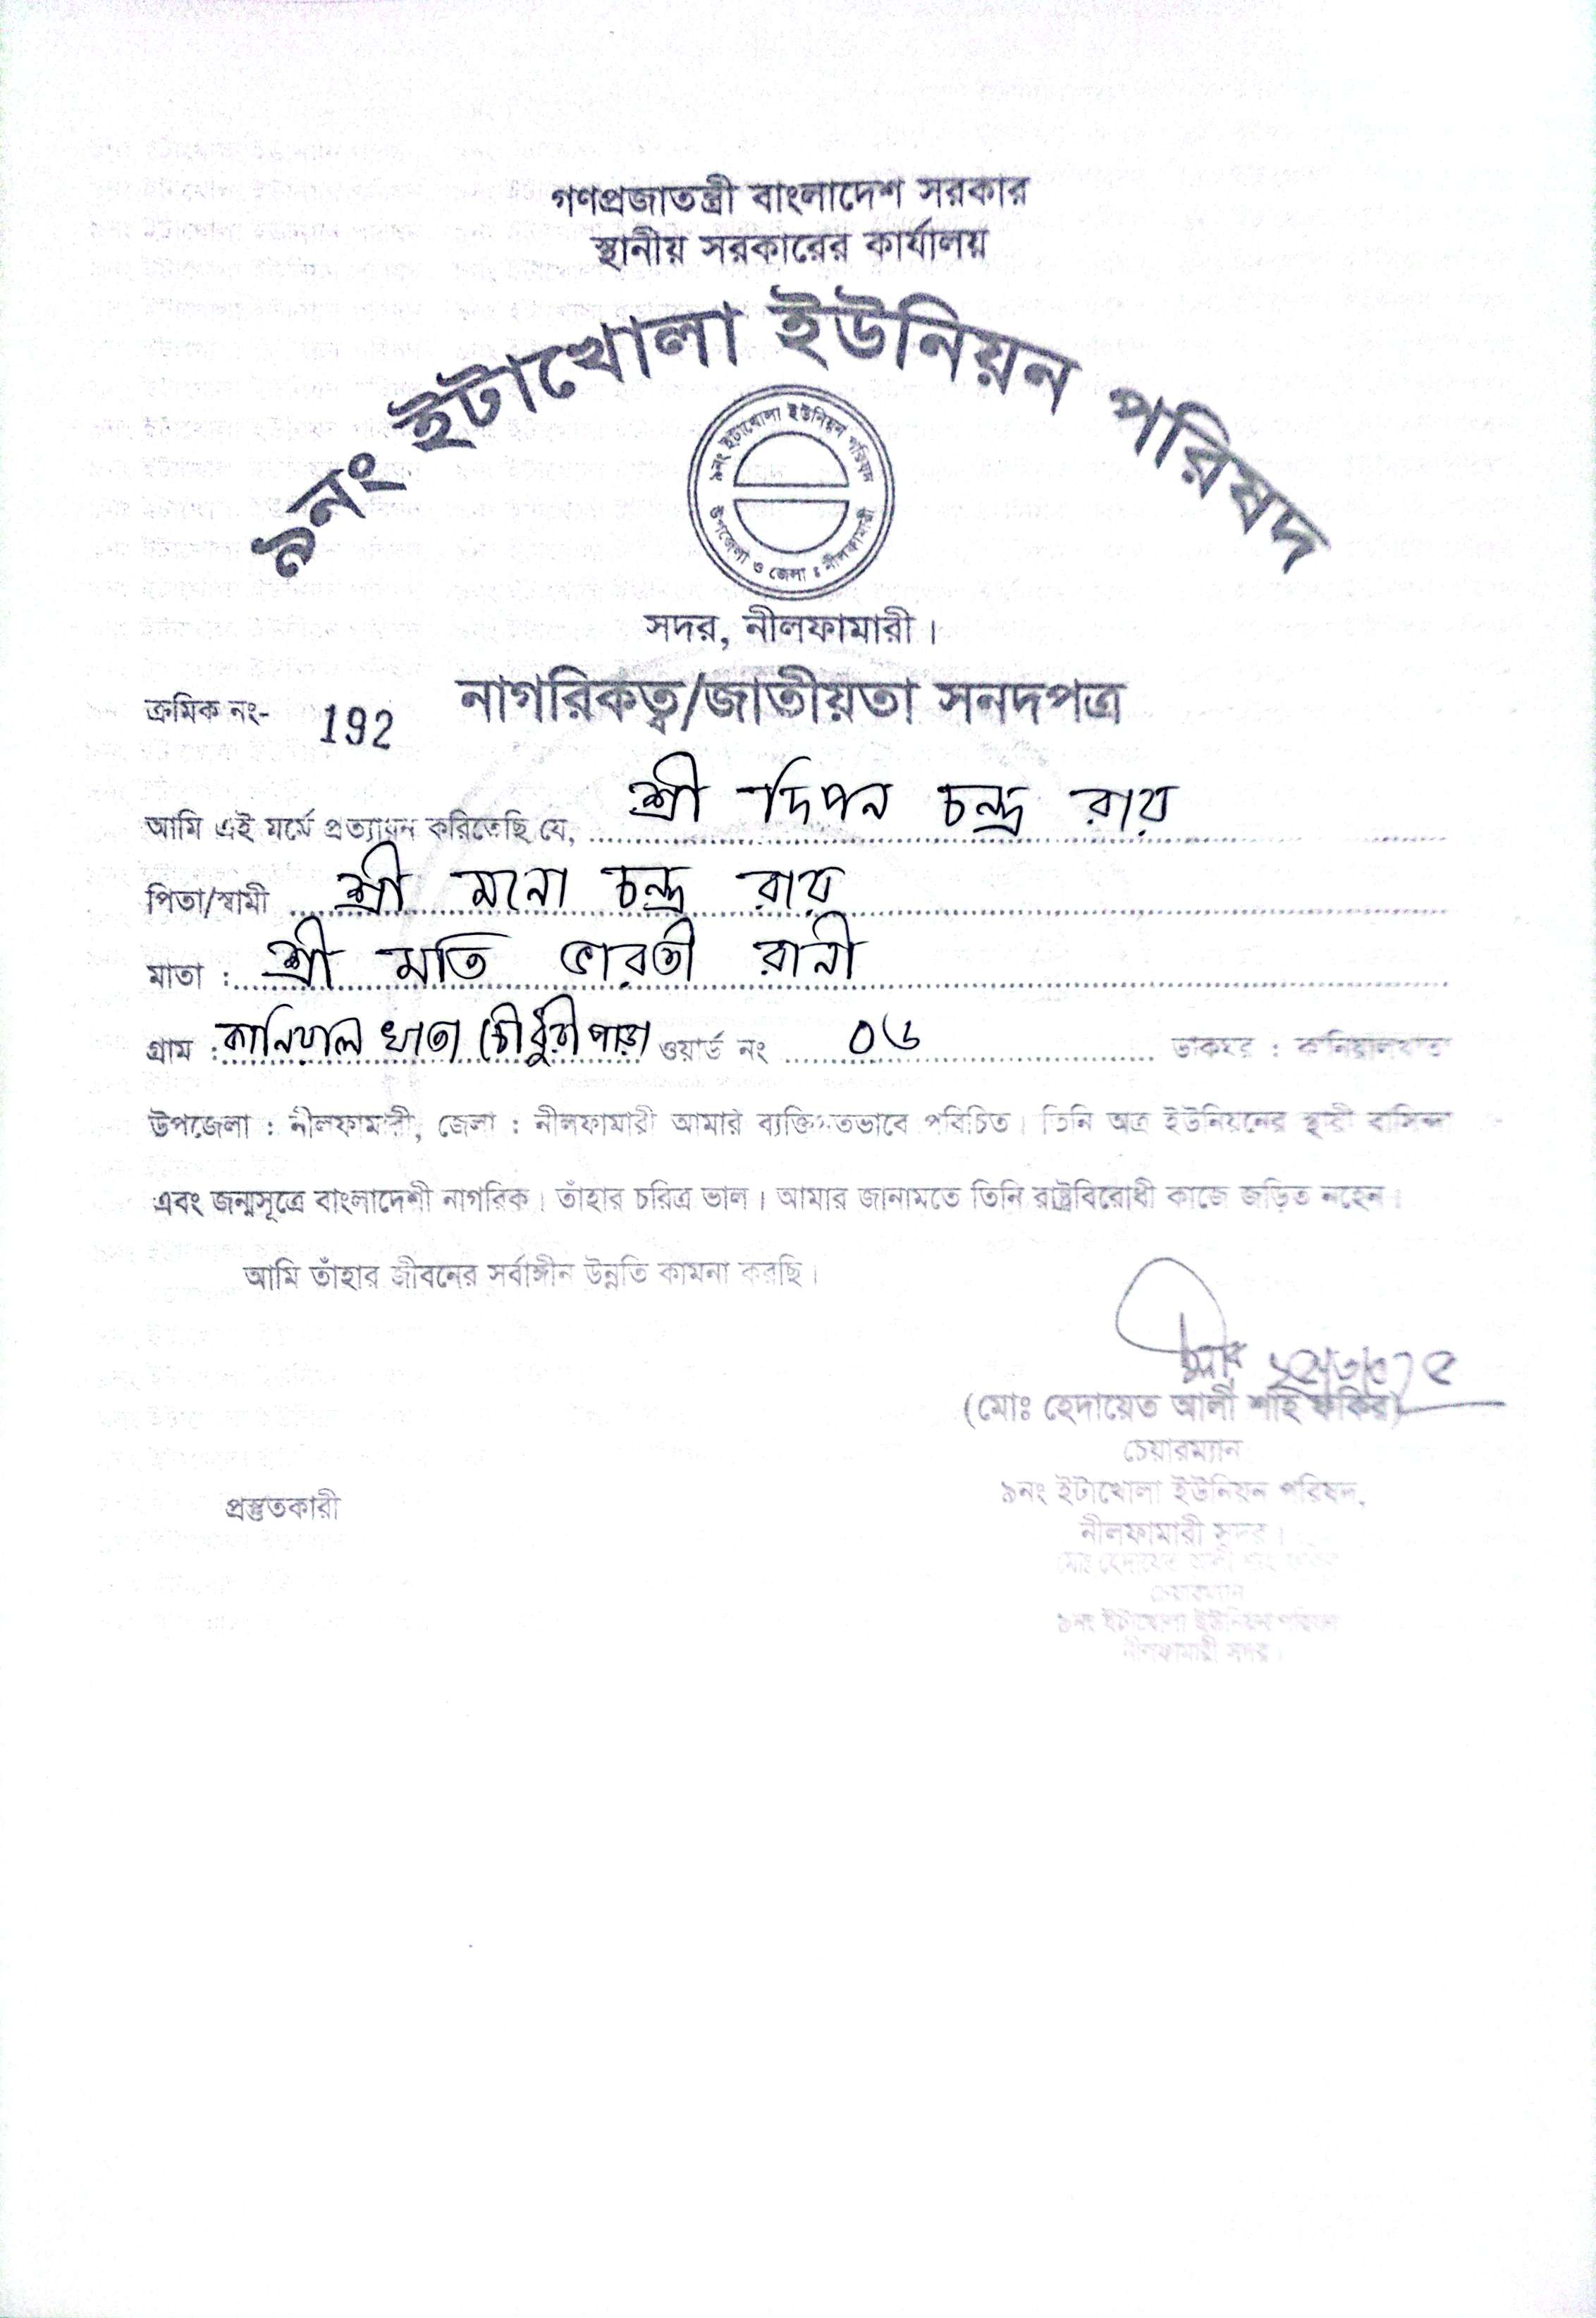 গণপ্রজাতন্ত্রী বাংলাদেশ সরকার
স্থানীয় সরকারের কার্যালয়
৯নং ইটাখোলা ইউনিয়ন পরিষদ
৯নং ইটাখোলা ইউনিয়ন পরিষদ
উপজেলা ও জেলা : নীলফামারী
সদর, নীলফামারী।
ক্রমিক নং- 192 নাগরিকত্ব/জাতীয়তা সনদপত্র
আমি এই মর্মে প্রত্যায়ন করিতেছি যে, শ্রী দিপন চন্দ্র রায়
পিতা/স্বামী শ্রী মনো চন্দ্র রায়
মাতা : শ্রী মতি ভারতী রানী
গ্রাম : কানিয়াল খাতা চৌধুরী পাড়া ওয়ার্ড নং ০৬ ডাকঘর : কানিয়ালখাতা
উপজেলা : নীলফামারী, জেলা : নীলফামারী আমার ব্যক্তিগতভাবে পরিচিত। তিনি অত্র ইউনিয়নের স্থায়ী বাসিন্দা
এবং জন্মসূত্রে বাংলাদেশী নাগরিক। তাঁহার চরিত্র ভাল। আমার জানামতে তিনি রাষ্ট্রবিরোধী কাজে জড়িত নহেন।
আমি তাঁহার জীবনের সর্বাঙ্গীন উন্নতি কামনা করছি।
(মোঃ হেদায়েত আলী শাহ ফকির)
চেয়ারম্যান
৯নং ইটাখোলা ইউনিয়ন পরিষদ,
প্রস্তুতকারী
নীলফামারী সদর।
মোঃ হেদায়েত আলী শাহ ফকির
চেয়ারম্যান
৯নং ইটাখোলা ইউনিয়ন পরিষদ
নীলফামারী সদর।